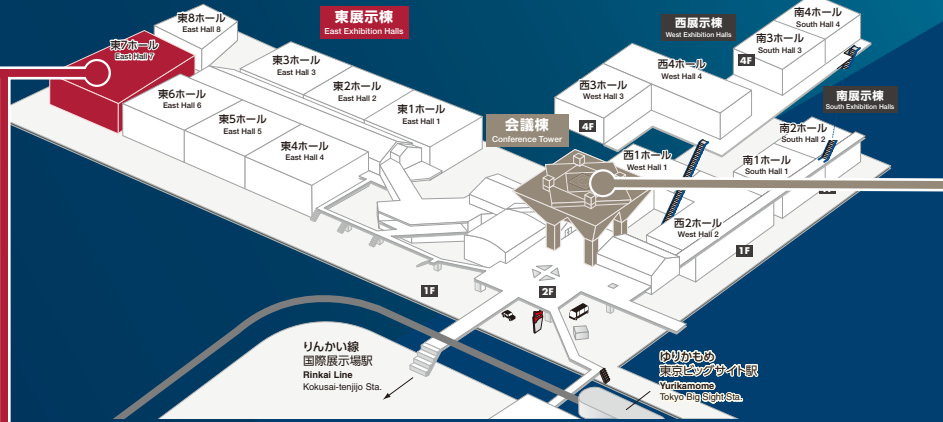 東8ホール
East Hall 8
東展示棟
East Exhibition Halls
東7ホール
East Hall 7
東3ホール
East Hall 3
東2ホール
East Hall 2
東1ホール
East Hall 1
東6ホール
East Hall 6
東5ホール
East Hall 5
東4ホール
East Hall 4
西展示棟
West Exhibition Halls
南4ホール
South Hall 4
南3ホール
South Hall 3
4F
西4ホール
West Hall 4
西3ホール
West Hall 3
4F
南展示棟
South Exhibition Halls
会議棟
Conference Tower
南2ホール
South Hall 2
南1ホール
South Hall 1
西1ホール
West Hall 1
西2ホール
West Hall 2
1F
1F
2F
りんかい線
国際展示場駅
Rinkai Line
Kokusai-tenjijo Sta.
ゆりかもめ
東京ビッグサイト駅
Yurikamome
Tokyo Big Sight Sta.